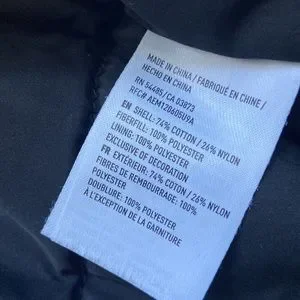 MADE IN CHINA / FABRIQUÉ EN CHINE /
HECHO EN CHINA
RN 54485/CA 03873
REC# AEM12060SU9A
EN SHELL: 74% COTTON / 26% NYLON
FIBERFILL: 100% POLYESTER
LINING: 100% POLYESTER
EXCLUSIVE OF DECORATION
FR EXTÉRIEUR: 74% COTON / 26% NYLON
FIBRES DE REMBOURRAGE: 100%
POLYESTER
DOUBLURE: 100% POLYESTER
À L'EXCEPTION DE LA GARNITURE